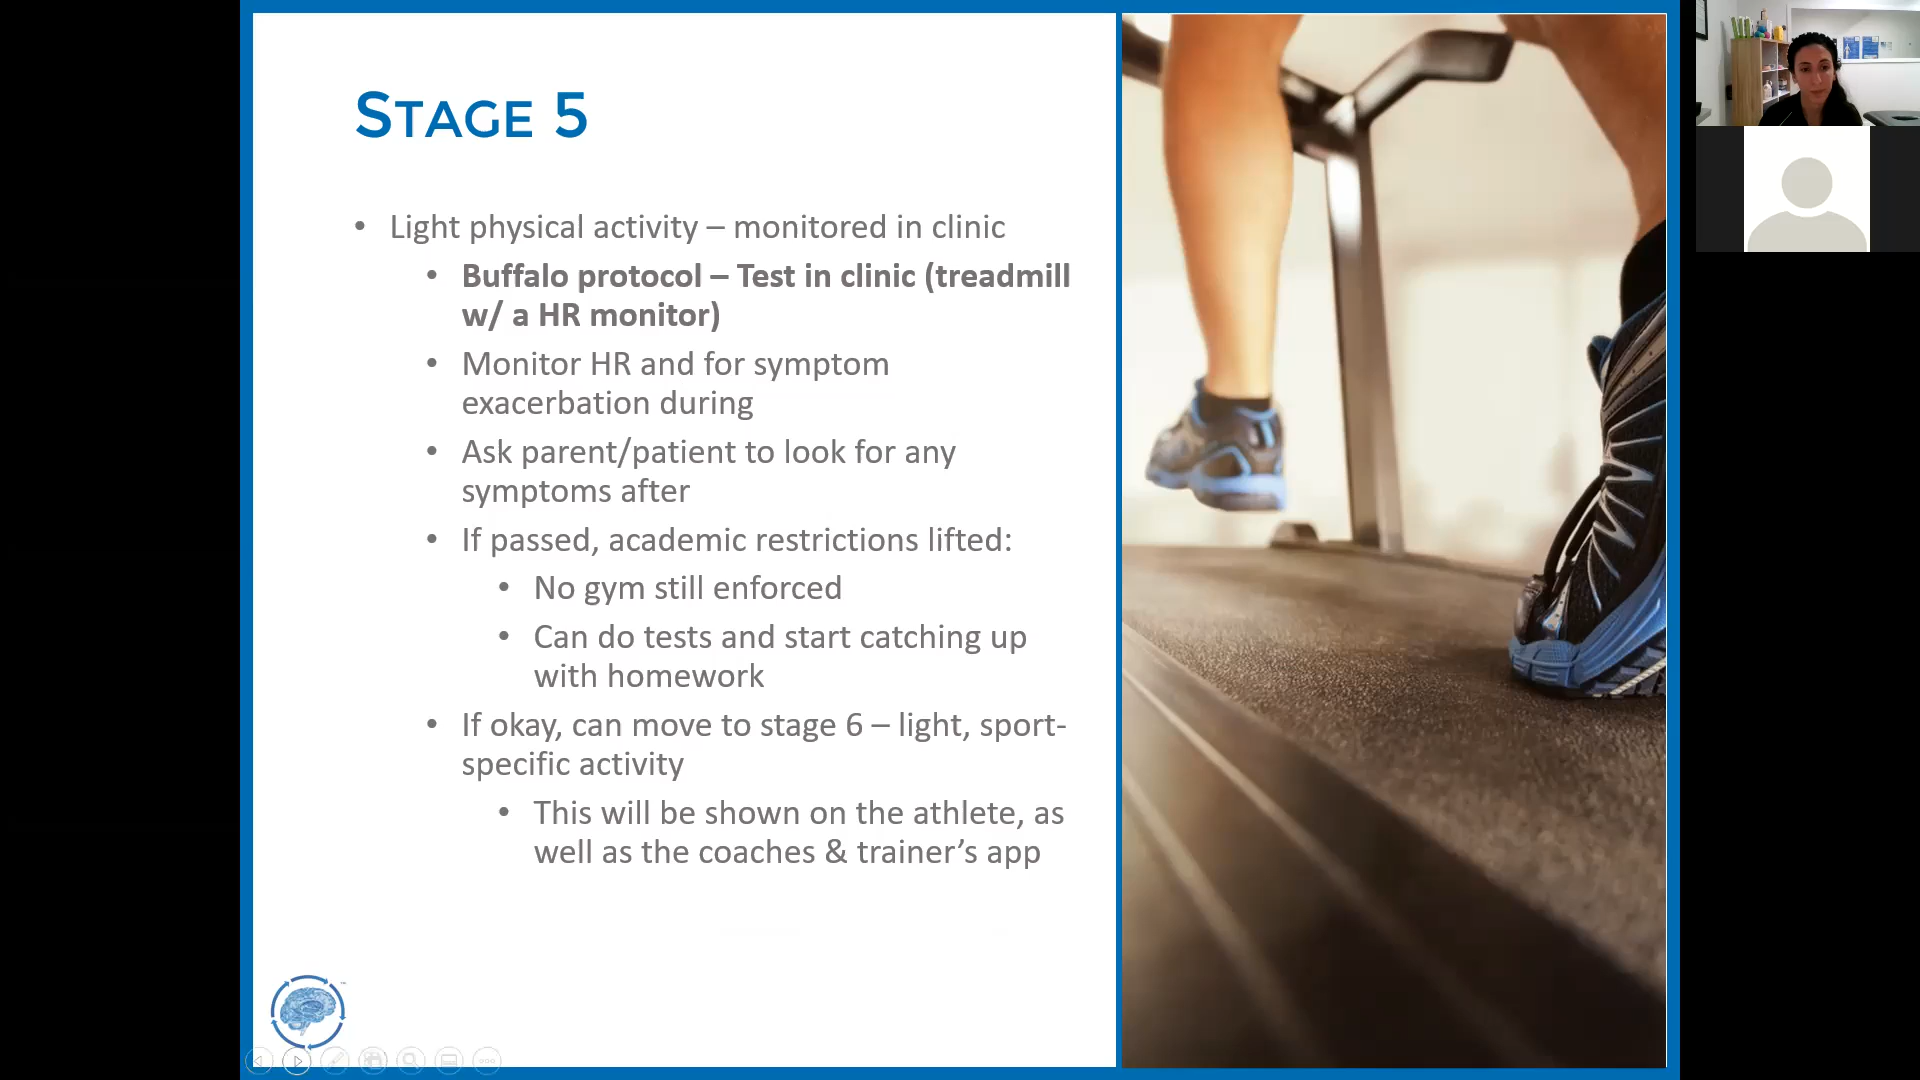 STAGE 5
• Light physical activity – monitored in clinic
• Buffalo protocol – Test in clinic (treadmill
w/ a HR monitor)
• Monitor HR and for symptom
exacerbation during
• Ask parent/patient to look for any
symptoms after
• If passed, academic restrictions lifted:
• No gym still enforced
• Can do tests and start catching up
with homework
• If okay, can move to stage 6 – light, sport-
specific activity
• This will be shown on the athlete, as
well as the coaches & trainer’s app